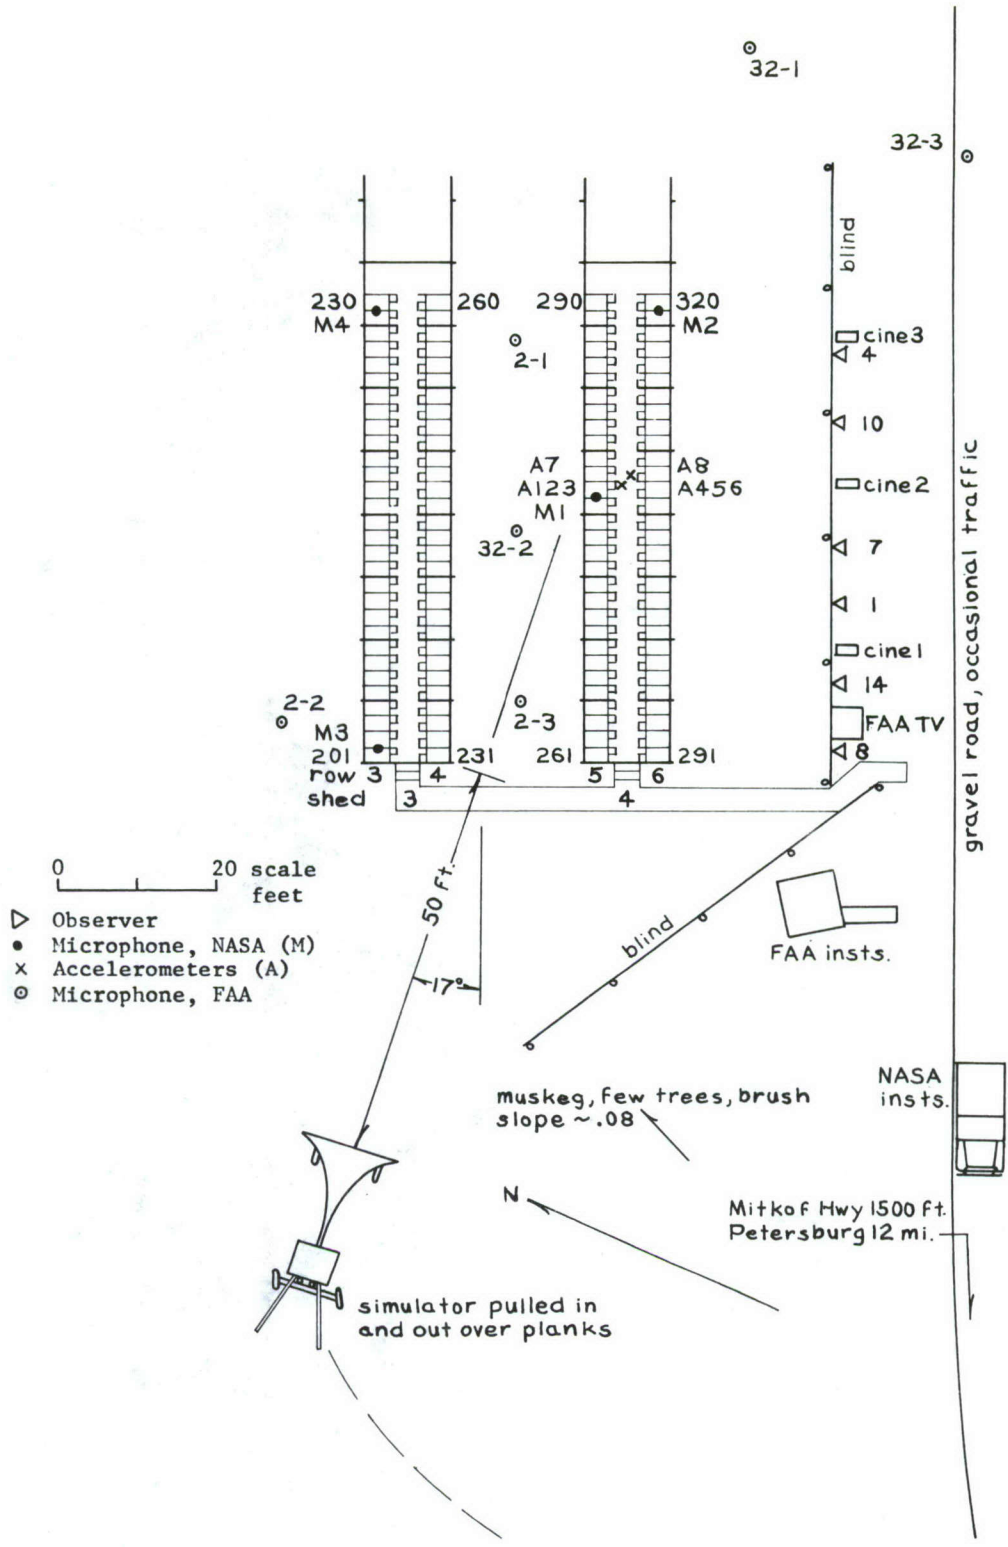 32-1
32-3
blind
230
M4
260
290
320
M2
2-1
cine3
4
10
A7
A123
M1
A8
A456
cine2
32-2
7
1
cine1
14
FAA TV
8
2-2
M3
201
231
2-3
261
291
row 3 4 5 6
shed 3 4
gravel road, occasional traffic
0 20 scale
feet
Observer
Microphone, NASA (M)
Accelerometers (A)
Microphone, FAA
50 ft.
17°
blind
FAA insts.
NASA
insts.
muskeg, few trees, brush
slope ~.08
N
Mitkof Hwy 1500 ft.
Petersburg 12 mi.
simulator pulled in
and out over planks